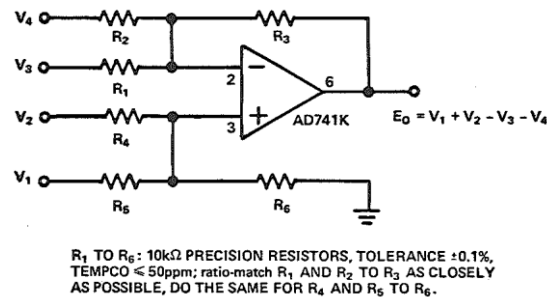 V₄
R₂
R₃
V₃
R₁
2
−
6
V₂
R₄
3
+
AD741K
E₀ = V₁ + V₂ − V₃ − V₄
V₁
R₅
R₆
R₁ TO R₆: 10kΩ PRECISION RESISTORS, TOLERANCE ±0.1%,
TEMPCO ⩽ 50ppm; ratio-match R₁ AND R₂ TO R₃ AS CLOSELY
AS POSSIBLE, DO THE SAME FOR R₄ AND R₅ TO R₆.